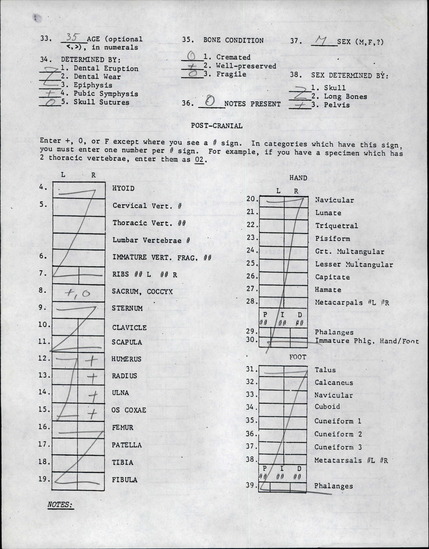 33. 35 AGE (optional <,>), in numerals
34. DETERMINED BY:
1. Dental Eruption
2. Dental Wear
3. Epiphysis
+ 4. Pubic Symphysis
0 5. Skull Sutures
35. BONE CONDITION
0 1. Cremated
+ 2. Well-preserved
0 3. Fragile
36. 0 NOTES PRESENT
37. M SEX (M,F,?)
38. SEX DETERMINED BY:
1. Skull
2. Long Bones
+ 3. Pelvis
POST-CRANIAL
Enter +, 0, or F except where you see a # sign. In categories which have this sign,
you must enter one number per # sign. For example, if you have a specimen which has
2 thoracic vertebrae, enter them as 02.
L R
4. HYOID
5. Cervical Vert. #
Thoracic Vert. ##
Lumbar Vertebrae #
6. IMMATURE VERT. FRAG. ##
7. RIBS ## L ## R
8. +,0 SACRUM, COCCYX
9. STERNUM
10. CLAVICLE
11. SCAPULA
12. + HUMERUS
13. + RADIUS
14. + ULNA
15. + OS COXAE
16. FEMUR
17. PATELLA
18. TIBIA
19. FIBULA
NOTES:
HAND
L R
20. Navicular
21. Lunate
22. Triquetral
23. Pisiform
24. Grt. Multangular
25. Lesser Multangular
26. Capitate
27. Hamate
28. Metacarpals #L #R
P I D
## ## ##
29. Phalanges
30. Immature Phlg. Hand/Foot
FOOT
31. Talus
32. Calcaneus
33. Navicular
34. Cuboid
35. Cuneiform 1
36. Cuneiform 2
37. Cuneiform 3
38. Metatarsals #L #R
P I D
## ## ##
39. Phalanges